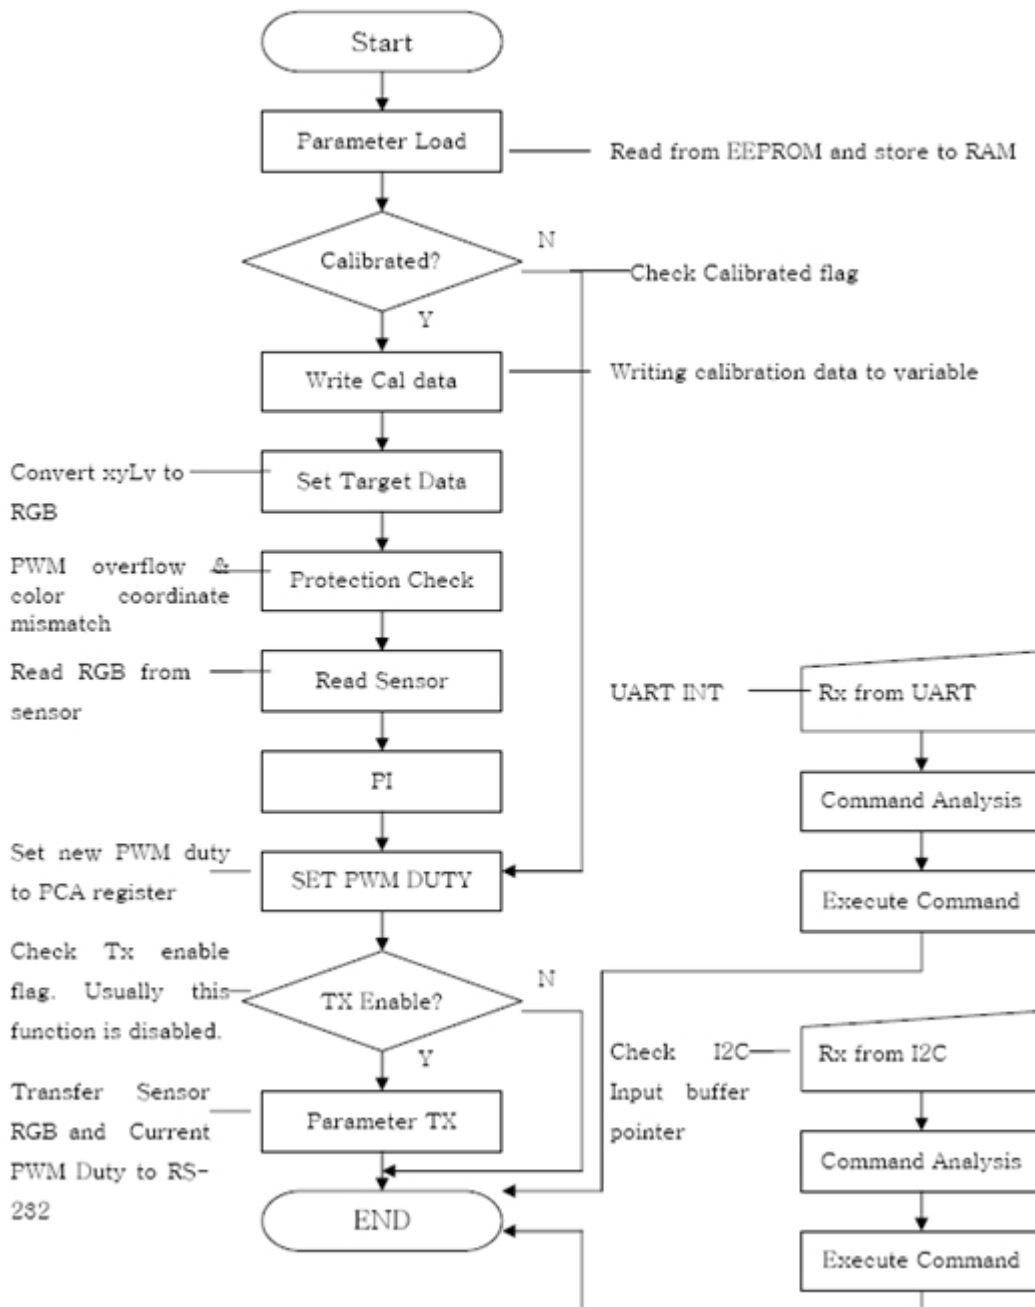 Start
Parameter Load
Read from EEPROM and store to RAM
Calibrated?
N
Check Calibrated flag
Y
Write Cal data
Writing calibration data to variable
Convert xyLv to
RGB
Set Target Data
PWM overflow &
color coordinate
mismatch
Protection Check
Read RGB from
sensor
Read Sensor
PI
Set new PWM duty
to PCA register
SET PWM DUTY
Check Tx enable
flag. Usually this
function is disabled.
TX Enable?
N
Y
Transfer Sensor
RGB and Current
PWM Duty to RS-
232
Parameter TX
END
UART INT
Rx from UART
Command Analysis
Execute Command
Check I2C
Input buffer
pointer
Rx from I2C
Command Analysis
Execute Command